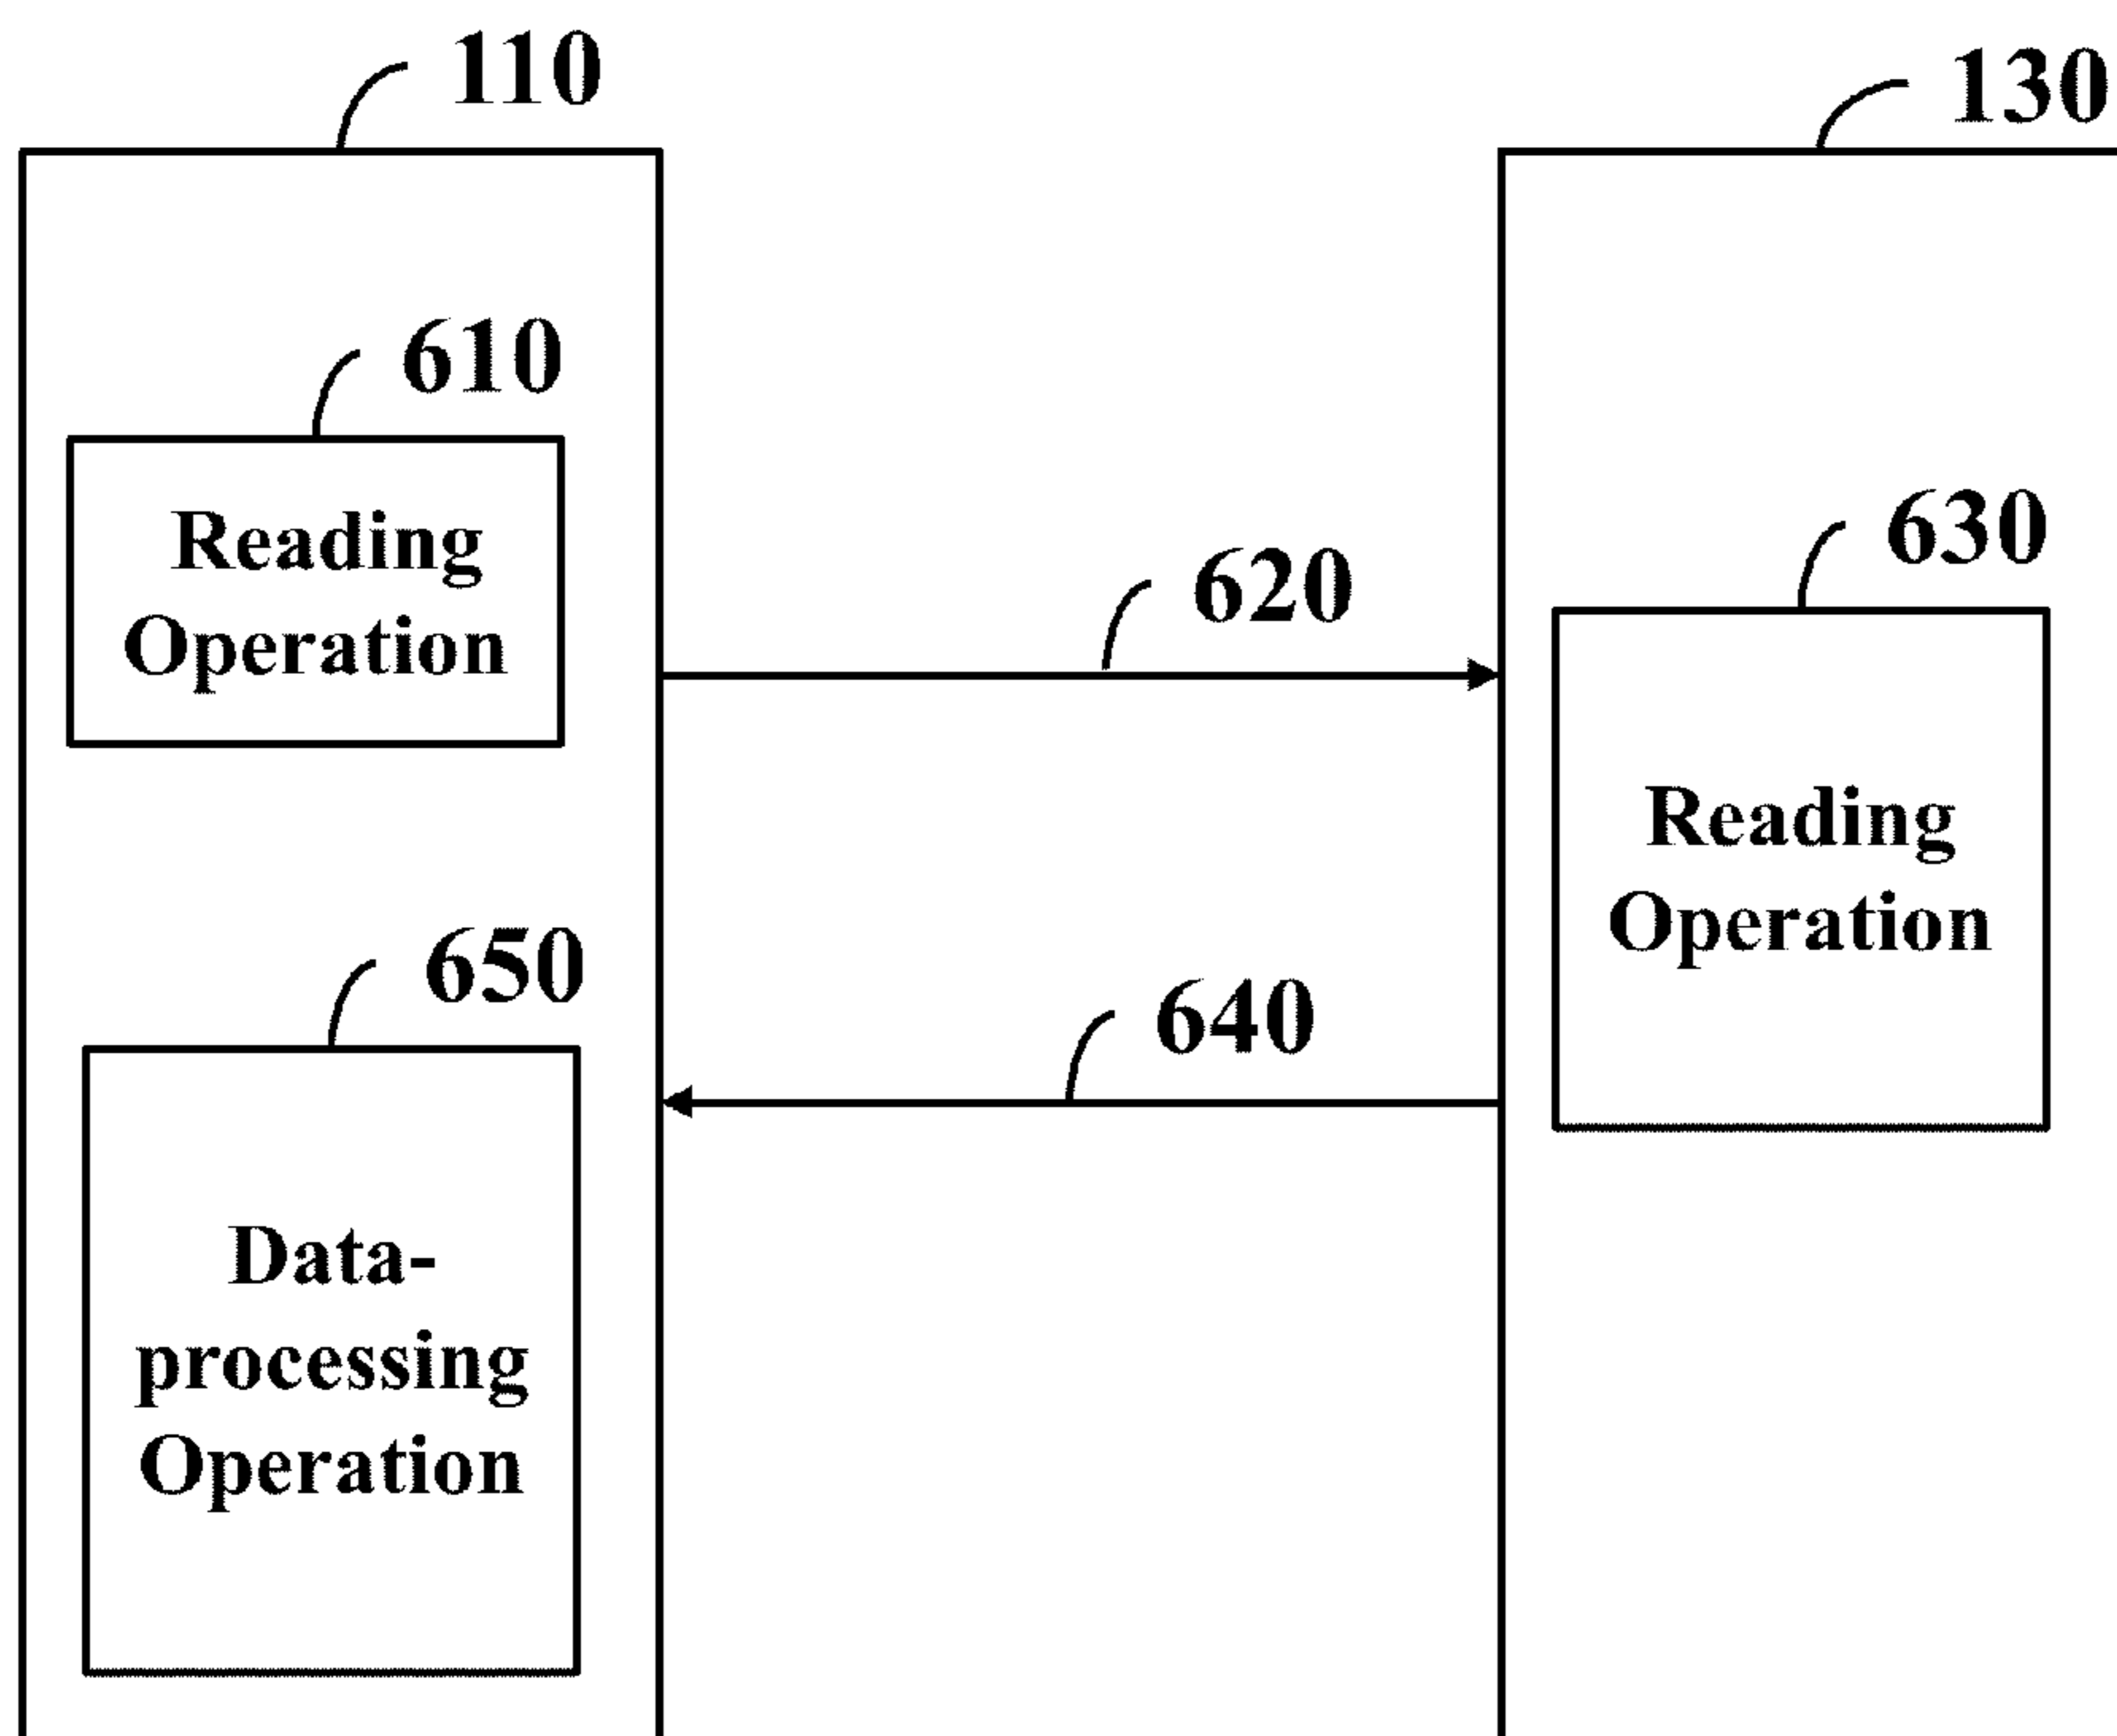 110
130
610
Reading
Operation
620
630
Reading
Operation
650
640
Data-
processing
Operation